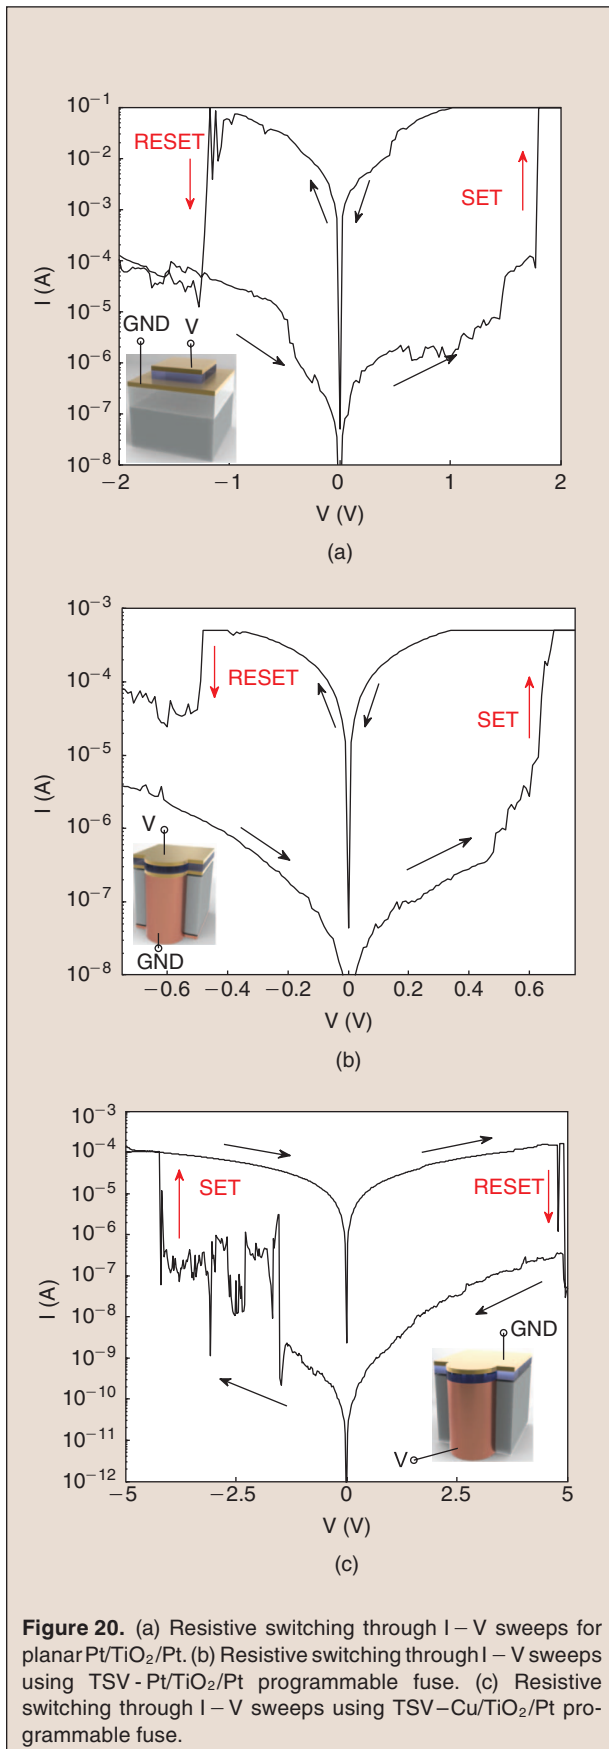 10−1
10−2
10−3
10−4
10−5
10−6
10−7
10−8
I (A)
RESET
SET
GND V
−2 −1 0 1 2
V (V)
(a)
10−3
10−4
10−5
10−6
10−7
10−8
I (A)
RESET
SET
V
GND
−0.6 −0.4 −0.2 0 0.2 0.4 0.6
V (V)
(b)
10−3
10−4
10−5
10−6
10−7
10−8
10−9
10−10
10−11
10−12
I (A)
SET
RESET
GND
V
−5 −2.5 0 2.5 5
V (V)
(c)
Figure 20. (a) Resistive switching through I − V sweeps for
planar Pt/TiO2/Pt. (b) Resistive switching through I − V sweeps
using TSV - Pt/TiO2/Pt programmable fuse. (c) Resistive
switching through I − V sweeps using TSV−Cu/TiO2/Pt pro-
grammable fuse.